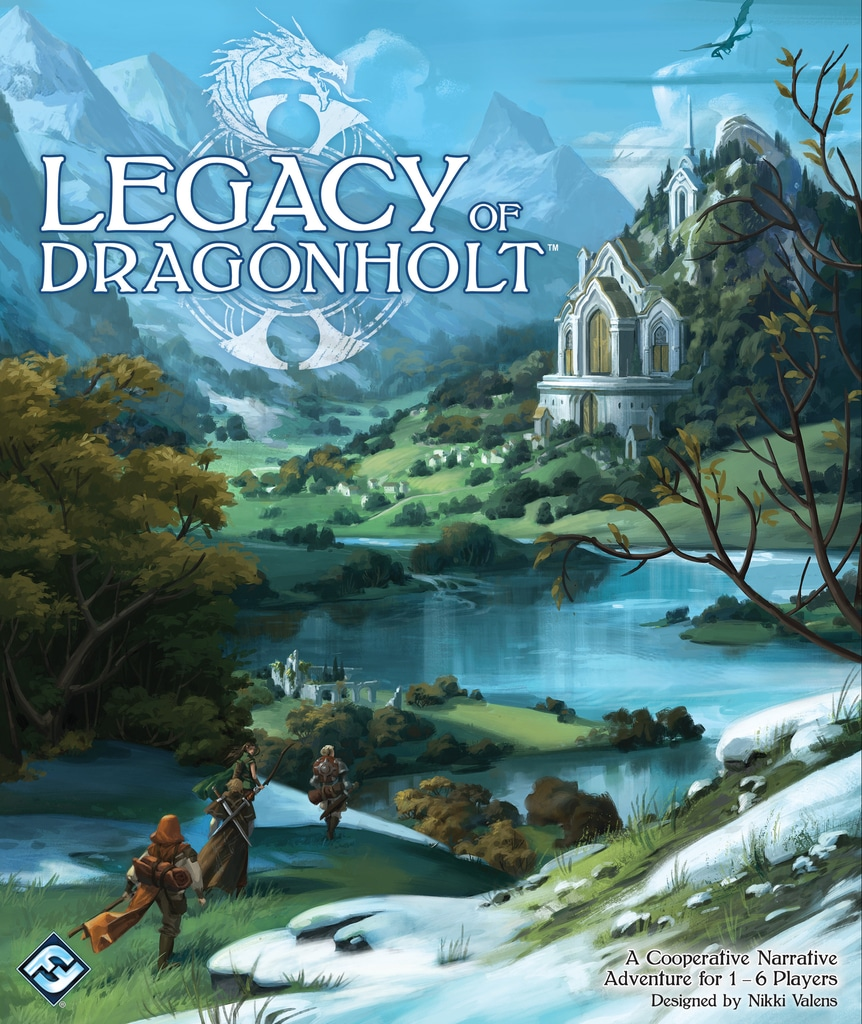 LEGACY OF
DRAGONHOLT™
A Cooperative Narrative
Adventure for 1 – 6 Players
Designed by Nikki Valens
®